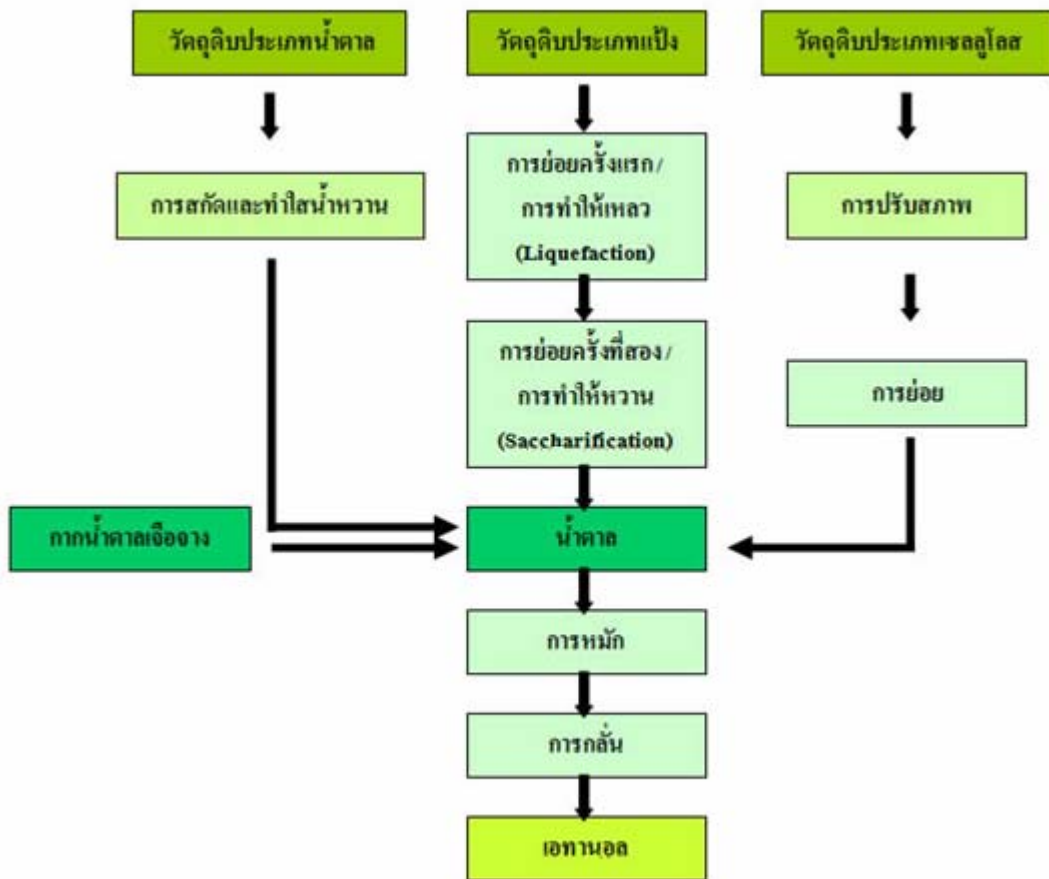 วัตถุดิบประเภทน้ำตาล
วัตถุดิบประเภทแป้ง
วัตถุดิบประเภทเซลลูโลส
การสกัดและทำใสน้ำหวาน
การย่อยครั้งแรก/
การทำให้เหลว
(Liquefaction)
การปรับสภาพ
การย่อยครั้งที่สอง/
การทำให้หวาน
(Saccharification)
การย่อย
กากน้ำตาลเจือจาง
น้ำตาล
การหมัก
การกลั่น
เอทานอล